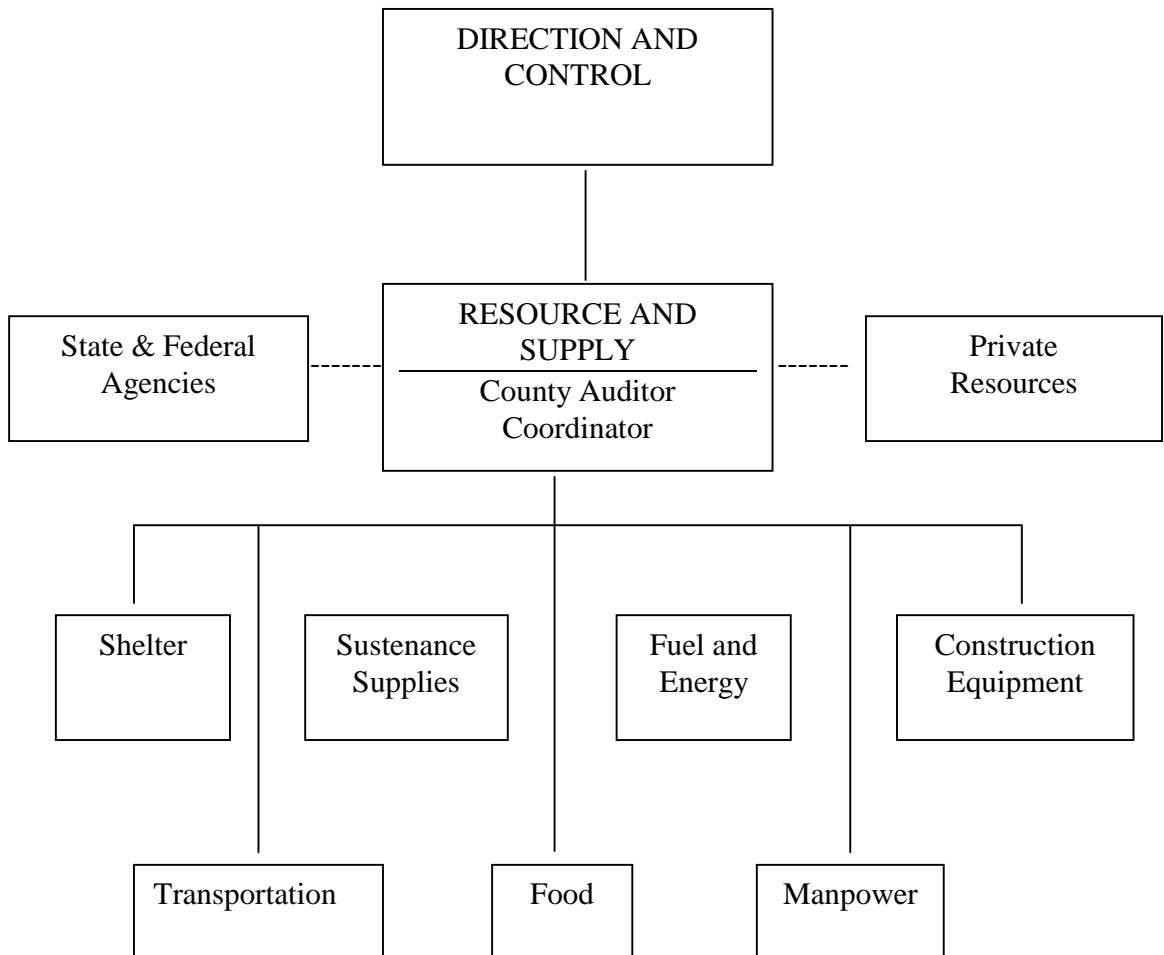 DIRECTION AND
CONTROL
RESOURCE AND
SUPPLY
County Auditor
Coordinator
State & Federal
Agencies
Private
Resources
Shelter
Sustenance
Supplies
Fuel and
Energy
Construction
Equipment
Transportation
Food
Manpower